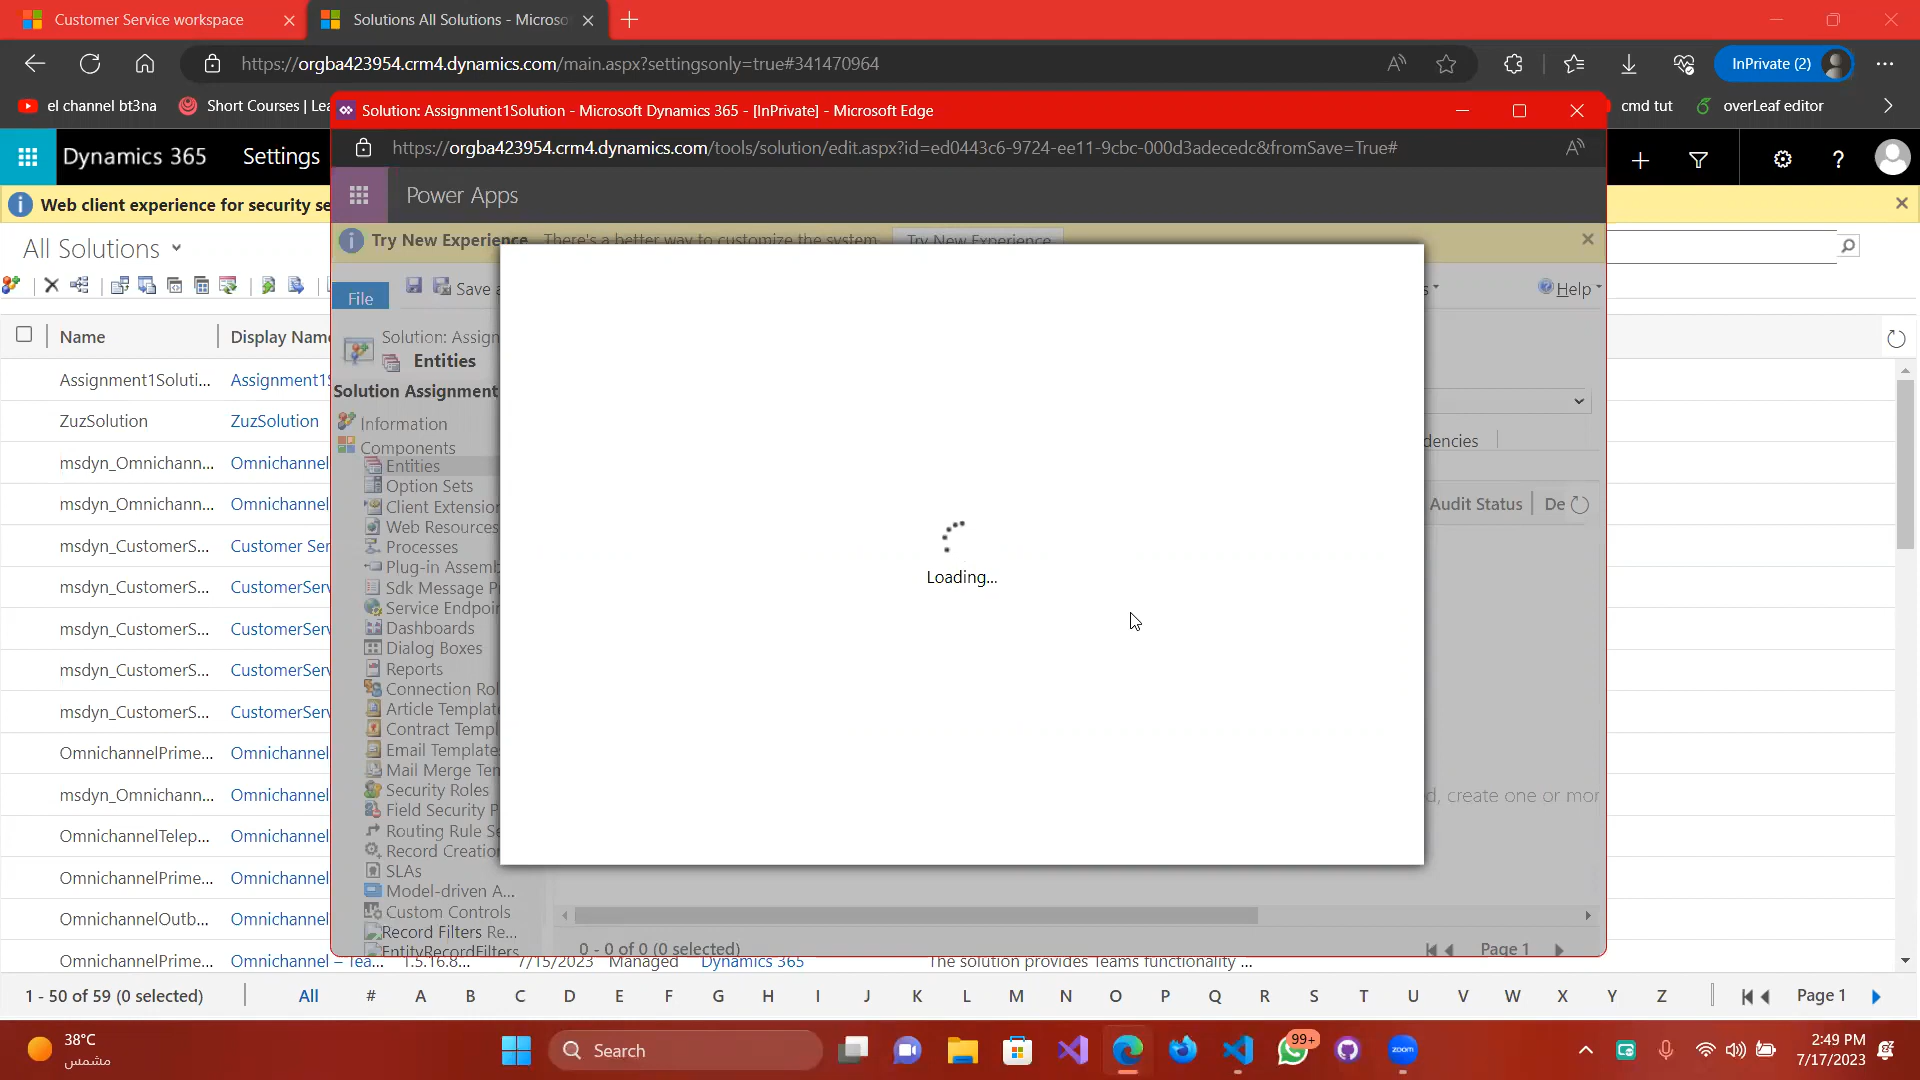 Customer Service workspace
Solutions All Solutions - Microso
https://orgba423954.crm4.dynamics.com/main.aspx?settingsonly=true#341470964
InPrivate (2)
el channel bt3na
Short Courses | Lea
cmd tut
overLeaf editor
Solution: Assignment1Solution - Microsoft Dynamics 365 - [InPrivate] - Microsoft Edge
https://orgba423954.crm4.dynamics.com/tools/solution/edit.aspx?id=ed0443c6-9724-ee11-9cbc-000d3adecedc&fromSave=True#
Dynamics 365
Settings
Power Apps
Web client experience for security se
Try New Experience There's a better way to customize the system. Try New Experience
All Solutions
File
Save a
s
Help
Name
Display Name
Solution: Assign
Entities
Solution Assignment
Information
Components
Entities
Option Sets
Client Extension
Web Resources
Processes
Plug-in Assemb
Sdk Message P
Service Endpoin
Dashboards
Dialog Boxes
Reports
Connection Rol
Article Template
Contract Templ
Email Template
Mail Merge Tem
Security Roles
Field Security P
Routing Rule Se
Record Creatio
SLAs
Model-driven A...
Custom Controls
Record Filters Re...
EntityRecordFilters
dencies
Audit Status
De
Loading...
d, create one or mor
0 - 0 of 0 (0 selected)
Page 1
Assignment1Soluti... Assignment1S
ZuzSolution ZuzSolution
msdyn_Omnichann... Omnichannel
msdyn_Omnichann... Omnichannel
msdyn_CustomerS... Customer Ser
msdyn_CustomerS... CustomerServ
msdyn_CustomerS... CustomerServ
msdyn_CustomerS... CustomerServ
msdyn_CustomerS... CustomerServ
OmnichannelPrime... Omnichannel
msdyn_Omnichann... Omnichannel
OmnichannelTelep... Omnichannel
OmnichannelPrime... Omnichannel
OmnichannelOutb... Omnichannel
OmnichannelPrime... Omnichannel – Tea... 1.5.16.8... 7/15/2023 Managed Dynamics 365 The solution provides Teams functionality ...
1 - 50 of 59 (0 selected)
All # A B C D E F G H I J K L M N O P Q R S T U V W X Y Z
Page 1
38°C
مشمس
Search
99+
zoom
2:49 PM
7/17/2023